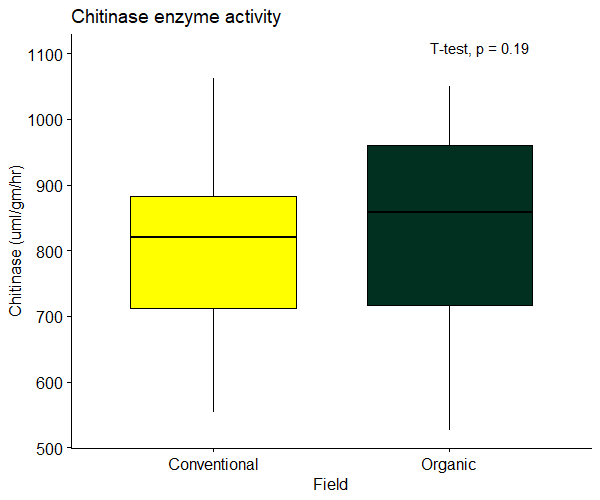 Chitinase enzyme activity
T-test, p = 0.19
1100
1000
900
800
700
600
500
Chitinase (uml/gm/hr)
Conventional Organic
Field